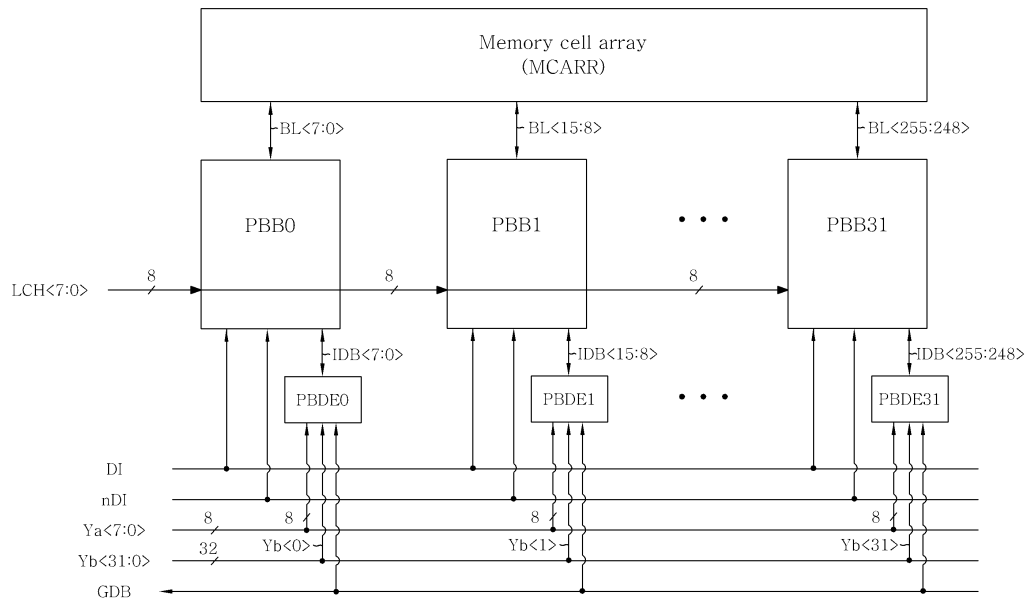 Memory cell array
(MCARR)
BL<7:0>
BL<15:8>
BL<255:248>
PBB0
PBB1
PBB31
LCH<7:0>
8
8
8
IDB<7:0>
IDB<15:8>
IDB<255:248>
PBDE0
PBDE1
PBDE31
DI
nDI
Ya<7:0>
8
8
8
8
Yb<31:0>
32
Yb<0>
Yb<1>
Yb<31>
GDB